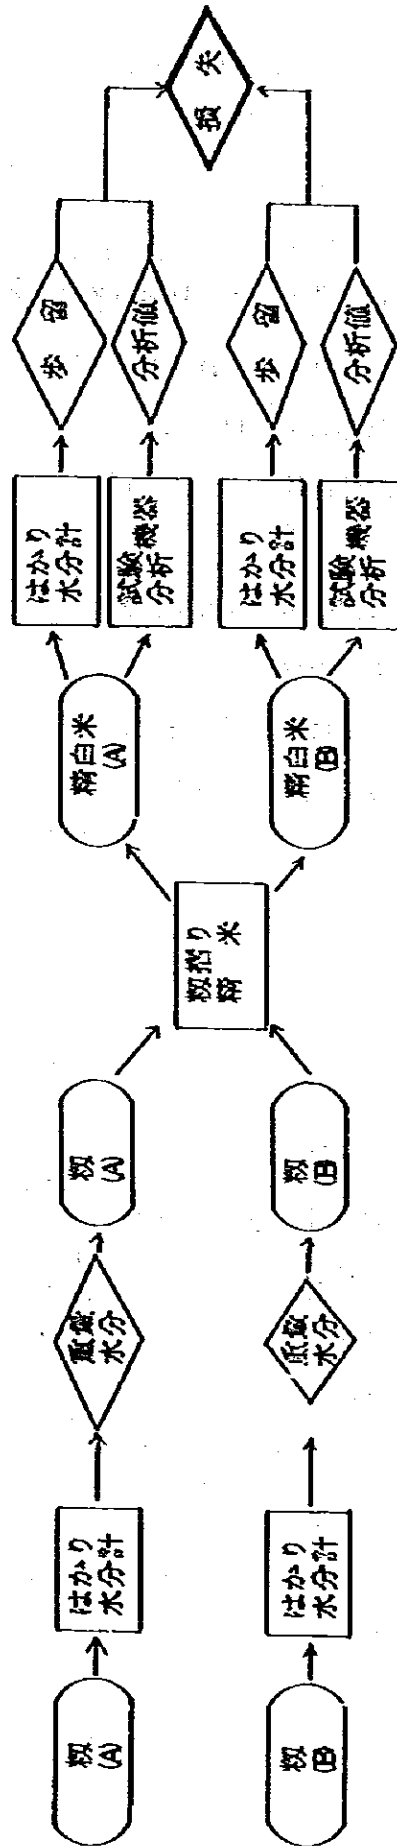 籾
(A)
はかり
水分計
重量
水分
籾
(A)
籾
(B)
はかり
水分計
重量
水分
籾
(B)
籾摺り
精 米
精白米
(A)
はかり
水分計
歩 留
試験機器
分析
分析値
精白米
(B)
はかり
水分計
歩 留
試験機器
分析
分析値
損 失